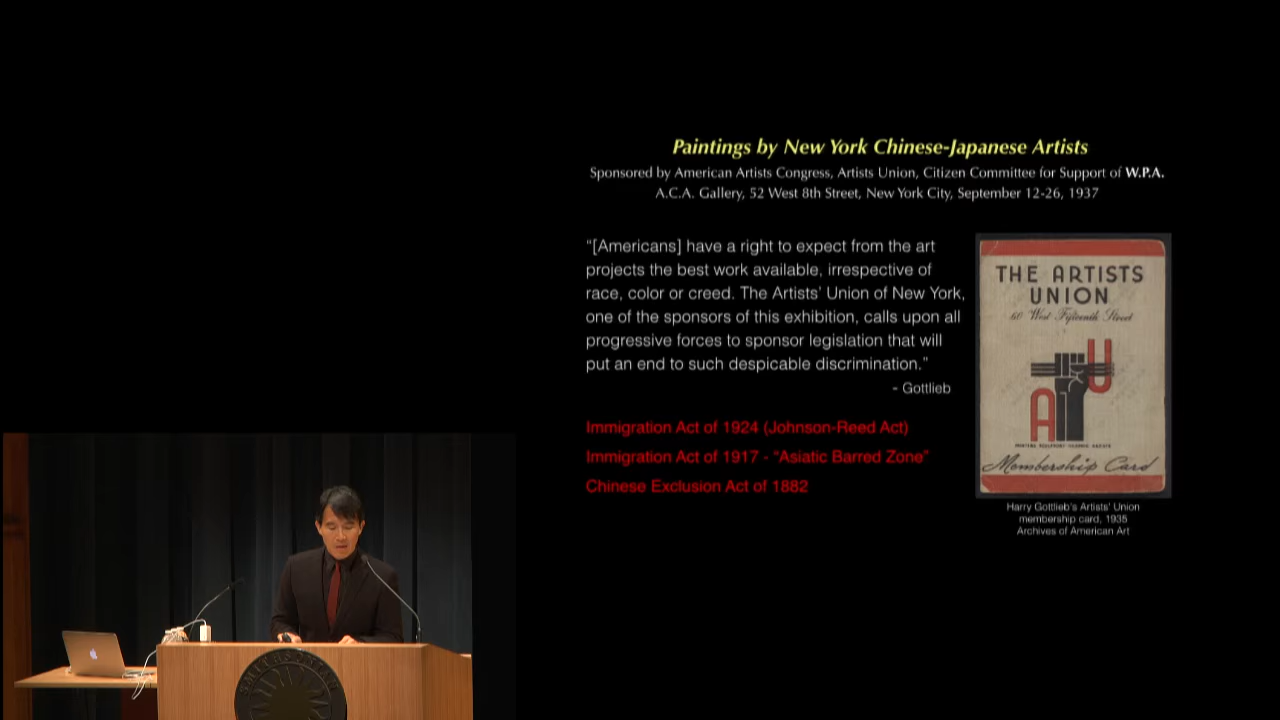 Paintings by New York Chinese-Japanese Artists
Sponsored by American Artists Congress, Artists Union, Citizen Committee for Support of W.P.A.
A.C.A. Gallery, 52 West 8th Street, New York City, September 12-26, 1937
"[Americans] have a right to expect from the art
projects the best work available, irrespective of
race, color or creed. The Artists' Union of New York,
one of the sponsors of this exhibition, calls upon all
progressive forces to sponsor legislation that will
put an end to such despicable discrimination."
- Gottlieb
Immigration Act of 1924 (Johnson-Reed Act)
Immigration Act of 1917 - "Asiatic Barred Zone"
Chinese Exclusion Act of 1882
THE ARTISTS
UNION
60 West Fifteenth Street
A U
Membership Card
Harry Gottlieb's Artists' Union
membership card, 1935
Archives of American Art
SMITHSONIAN